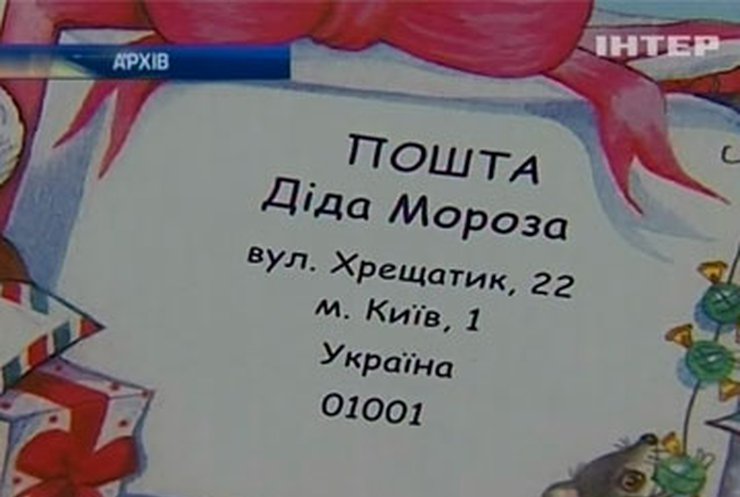 АРХІВ
ІНТЕР
ПОШТА
Діда Мороза
вул. Хрещатик, 22
м. Київ, 1
Україна
01001